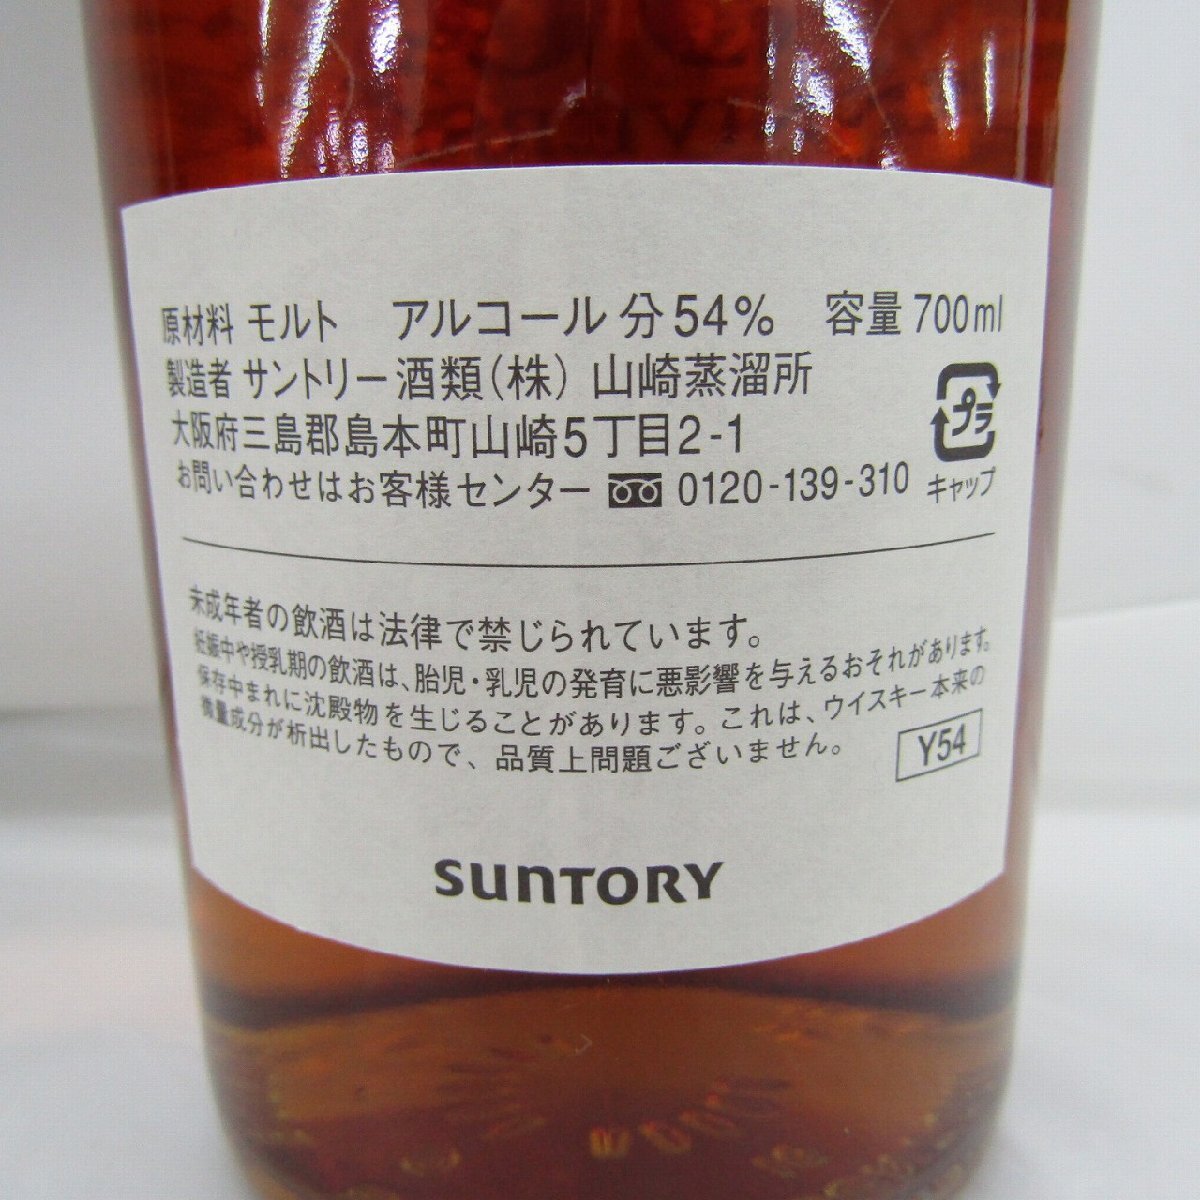 原材料 モルト アルコール分54% 容量700ml
製造者 サントリー酒類(株) 山崎蒸溜所
大阪府三島郡島本町山崎5丁目2-1
お問い合わせはお客様センター 0120-139-310
プラ
キャップ
未成年者の飲酒は法律で禁じられています。
妊娠中や授乳期の飲酒は、胎児・乳児の発育に悪影響を与えるおそれがあります。
保存中まれに沈殿物を生じることがあります。これは、ウイスキー本来の
微量成分が析出したもので、品質上問題ございません。
Y54
SUNTORY